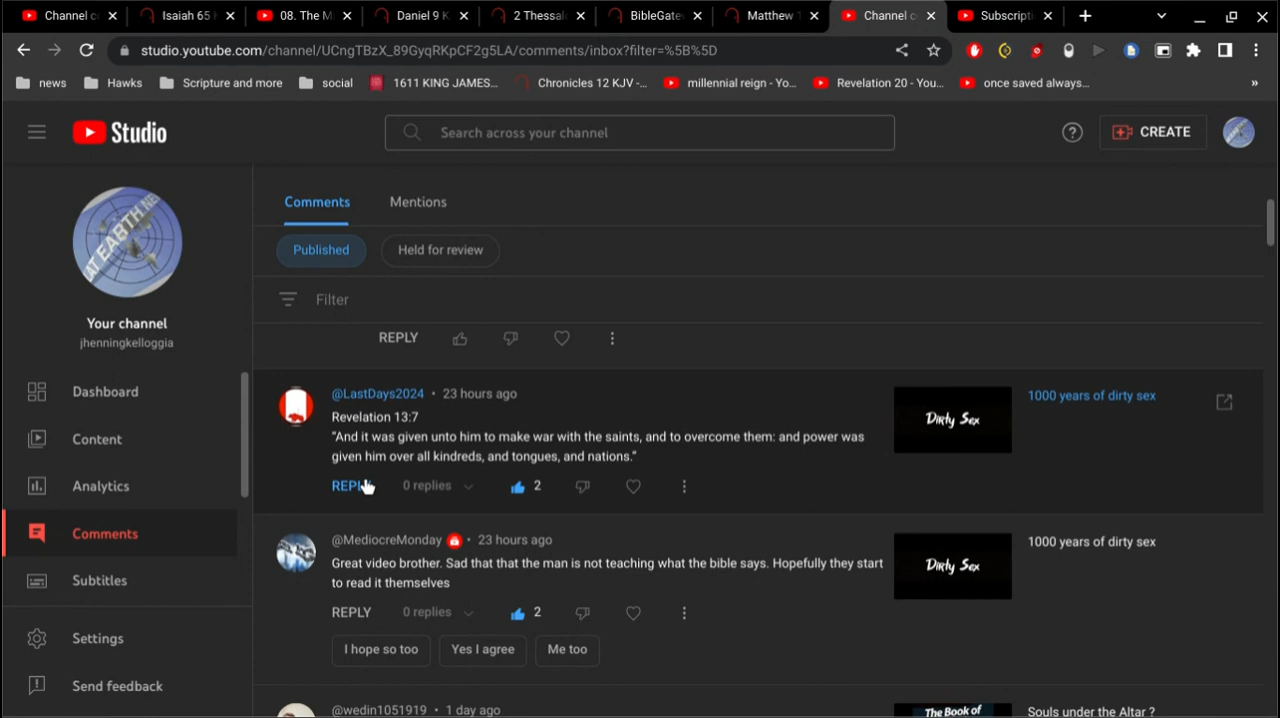 Channel c
Isaiah 65
08. The M
Daniel 9 K
2 Thessal
BibleGate
Matthew
Channel c
Subscripti
studio.youtube.com/channel/UCngTBzX_89GyqRKpCF2g5LA/comments/inbox?filter=%5B%5D
news
Hawks
Scripture and more
social
1611 KING JAMES...
Chronicles 12 KJV -...
millennial reign - Yo...
Revelation 20 - You...
once saved always...
»
Studio
Search across your channel
CREATE
Your channel
jhenningkelloggia
Dashboard
Content
Analytics
Comments
Subtitles
Settings
Send feedback
Comments
Mentions
Published
Held for review
Filter
REPLY
@LastDays2024 • 23 hours ago
Revelation 13:7
“And it was given unto him to make war with the saints, and to overcome them: and power was
given him over all kindreds, and tongues, and nations.”
REPLY 0 replies 2
Dirty Sex
1000 years of dirty sex
@MediocreMonday • 23 hours ago
Great video brother. Sad that that the man is not teaching what the bible says. Hopefully they start
to read it themselves
REPLY 0 replies 2
I hope so too
Yes I agree
Me too
Dirty Sex
1000 years of dirty sex
@wedin1051919 • 1 day ago
The Book of
Souls under the Altar ?